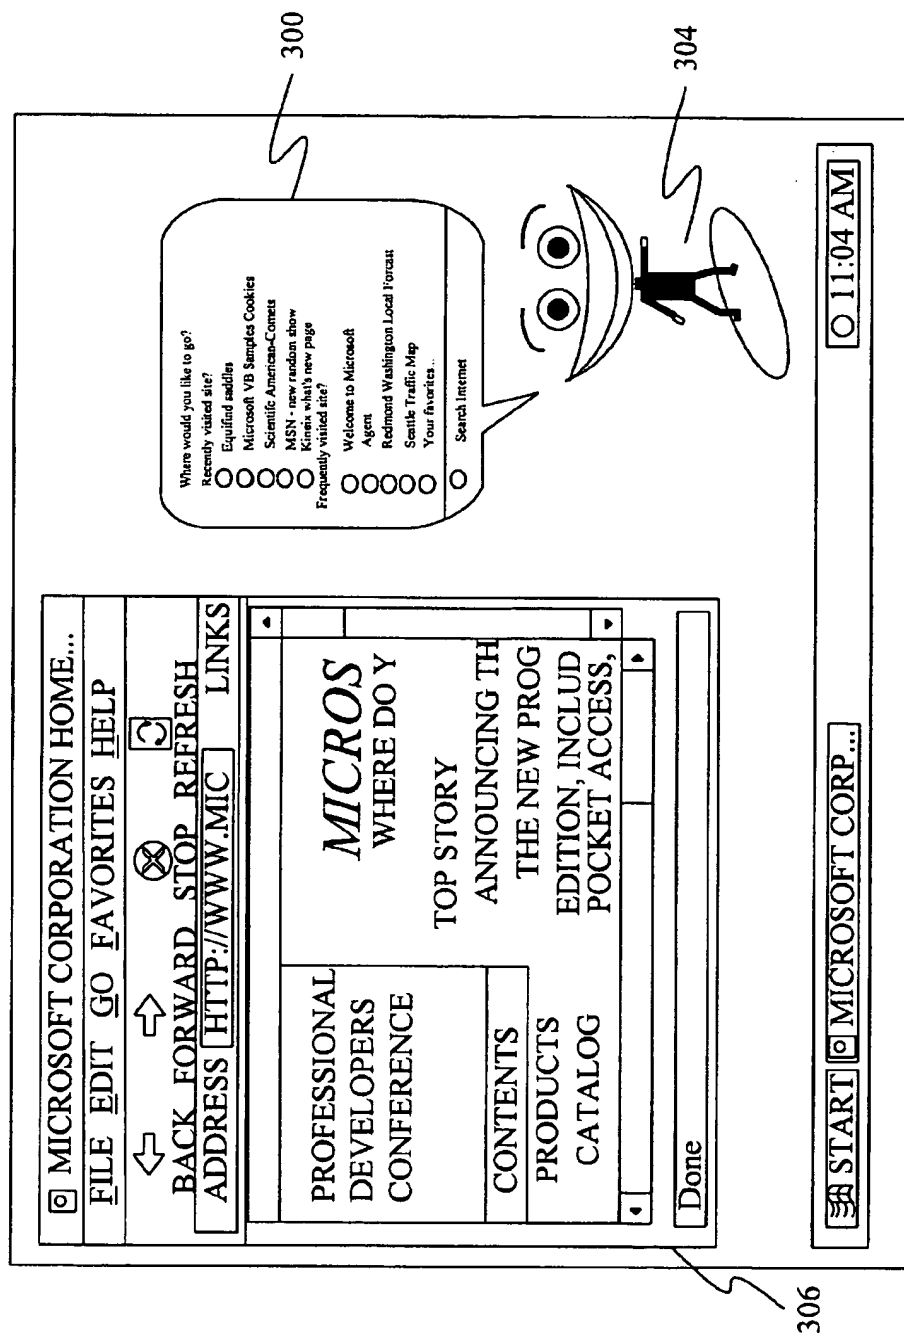 300
304
306
MICROSOFT CORPORATION HOME...
FILE EDIT GO FAVORITES HELP
BACK FORWARD STOP REFRESH
ADDRESS HTTP://WWW.MIC LINKS
PROFESSIONAL
DEVELOPERS
CONFERENCE
CONTENTS
PRODUCTS
CATALOG
MICROS
WHERE DO Y
TOP STORY
ANNOUNCING TH
THE NEW PROG
EDITION, INCLUD
POCKET ACCESS,
Done
Where would you like to go?
Recently visited site?
Equifind saddles
Microsoft VB Samples Cookies
Scientifc American-Comets
MSN - new random show
Kineix what's new page
Frequently visited site?
Welcome to Microsoft
Agent
Redmond Washington Local Forcast
Seattle Traffic Map
Your favorites...
Search Internet
START MICROSOFT CORP... 11:04 AM